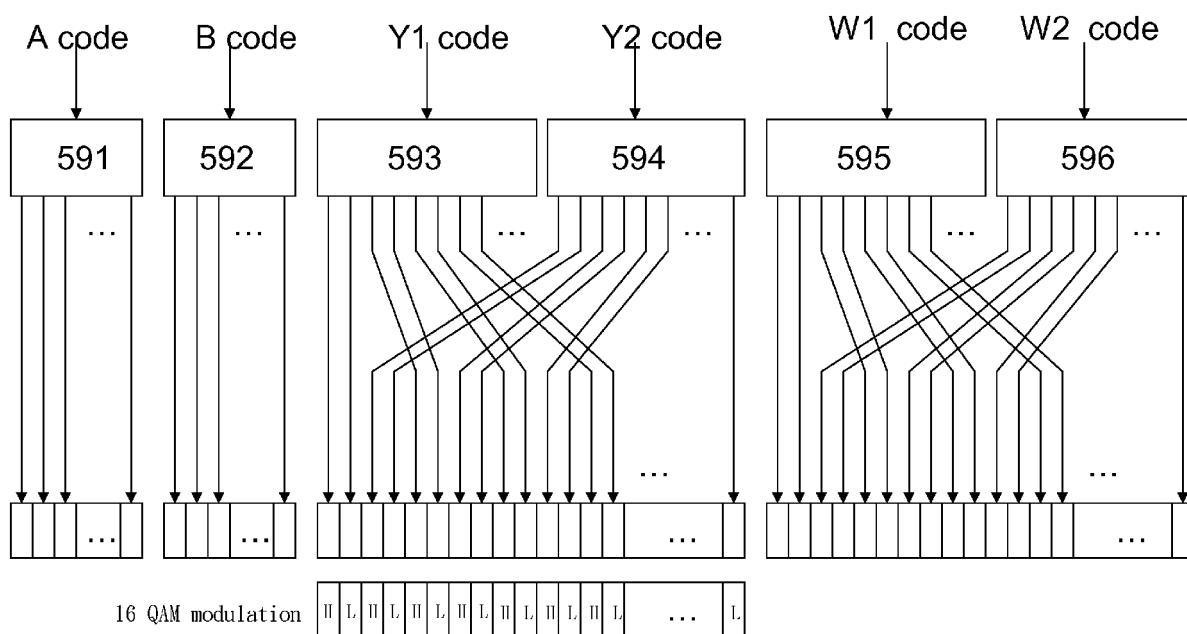 A code B code Y1 code Y2 code W1 code W2 code
591 592 593 594 595 596
... ... ... ... ... ...
... ...
... ... ... ...
16 QAM modulation H L H L H L H L H L H L H L ... L